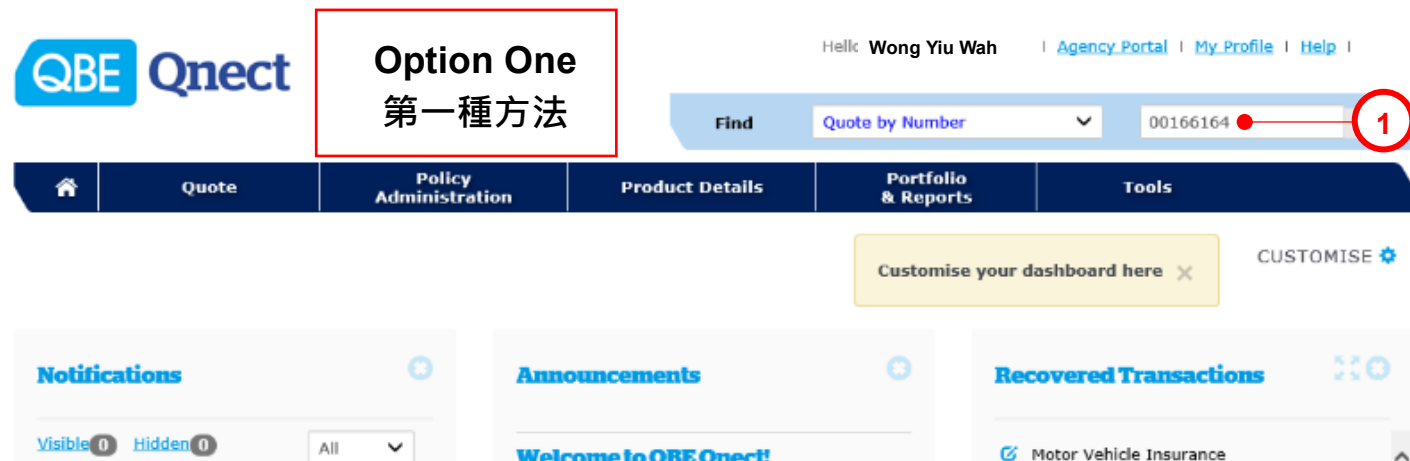 QBE Qnect
Option One
第一種方法
Hello Wong Yiu Wah | Agency Portal | My Profile | Help |
Find Quote by Number 00166164 1
Quote
Policy Administration
Product Details
Portfolio & Reports
Tools
Customise your dashboard here
CUSTOMISE
Notifications
Announcements
Recovered Transactions
Visible 0 Hidden 0 All
Welcome to QBE Qnect!
Motor Vehicle Insurance